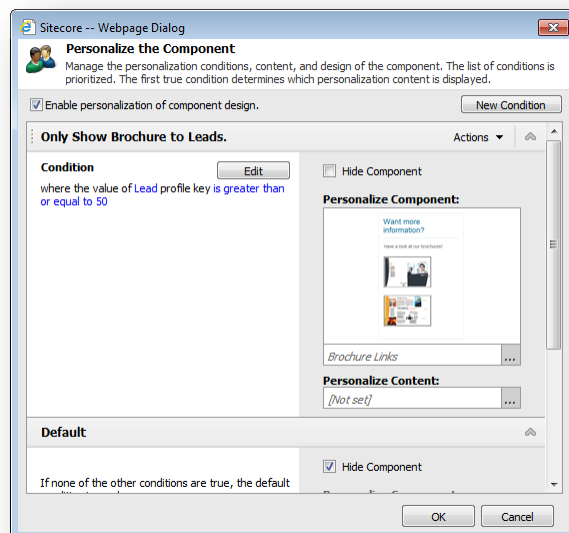 Sitecore -- Webpage Dialog
Personalize the Component
Manage the personalization conditions, content, and design of the component. The list of conditions is
prioritized. The first true condition determines which personalization content is displayed.
Enable personalization of component design.
New Condition
Only Show Brochure to Leads.
Actions
Condition
Edit
where the value of Lead profile key is greater than
or equal to 50
Hide Component
Personalize Component:
Want more
information?
Have a look at our brochures!
Brochure Links
...
Personalize Content:
[Not set]
...
Default
Hide Component
If none of the other conditions are true, the default
OK
Cancel